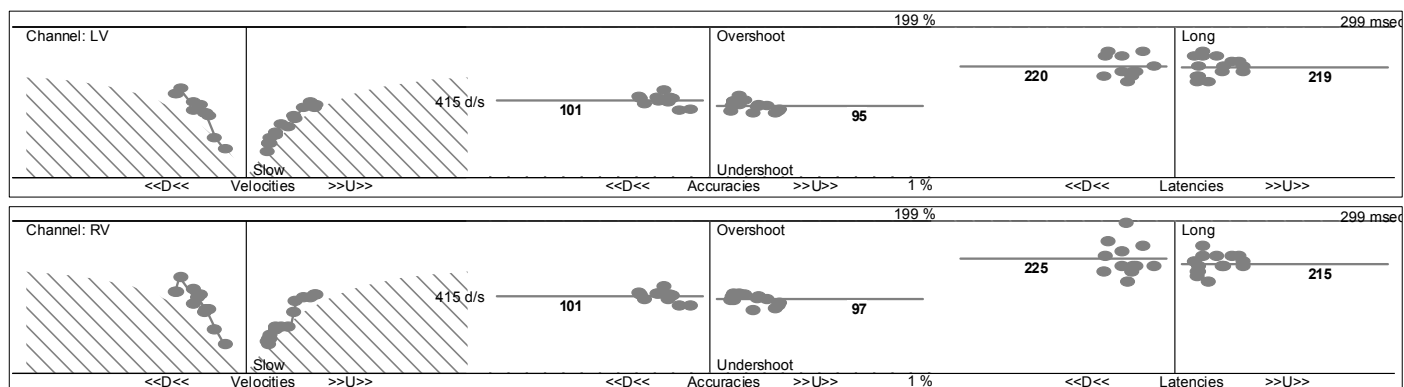 199 %
299 msec
Channel: LV
Overshoot
Long
220
219
415 d/s
101
95
Slow
Undershoot
<<D<< Velocities >>U>>
<<D<< Accuracies >>U>>
1 %
<<D<< Latencies >>U>>
199 %
299 msec
Channel: RV
Overshoot
Long
225
215
415 d/s
101
97
Slow
Undershoot
<<D<< Velocities >>U>>
<<D<< Accuracies >>U>>
1 %
<<D<< Latencies >>U>>